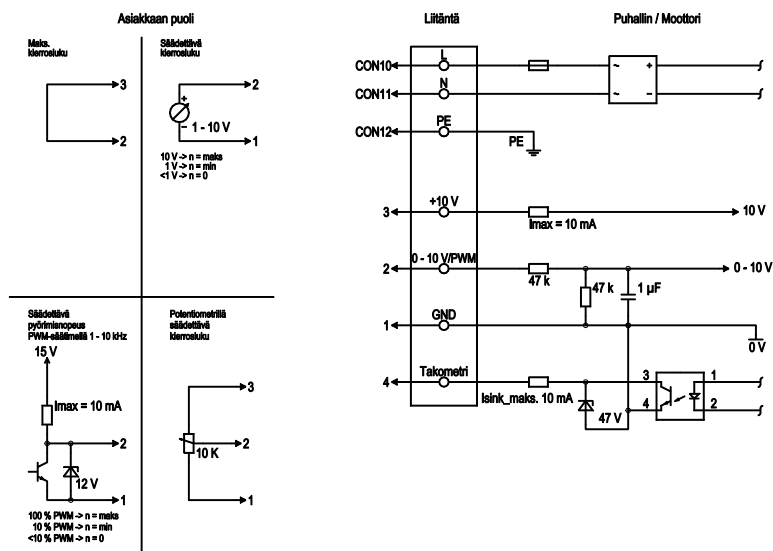 Asiakkaan puoli
Liitäntä
Puhallin / Moottori
Maks.
kierrosluku
3
2
Säädettävä
kierrosluku
2
+
−
1 - 10 V
1
10 V -> n = maks
1 V -> n = min
<1 V -> n = 0
Säädettävä
pyörimisnopeus
PWM-säätimellä 1 - 10 kHz
15 V
Imax = 10 mA
2
12 V
1
100 % PWM -> n = maks
10 % PWM -> n = min
<10 % PWM -> n = 0
Potentiometrillä
säädettävä
kierrosluku
3
2
10 K
1
CON10
L
~
+
CON11
N
~
−
CON12
PE
PE
3
+10 V
Imax = 10 mA
10 V
2
0 - 10 V/PWM
47 k
0 - 10 V
47 k
1 µF
1
GND
0 V
4
Takometri
Isink_maks. 10 mA
47 V
3
4
1
2